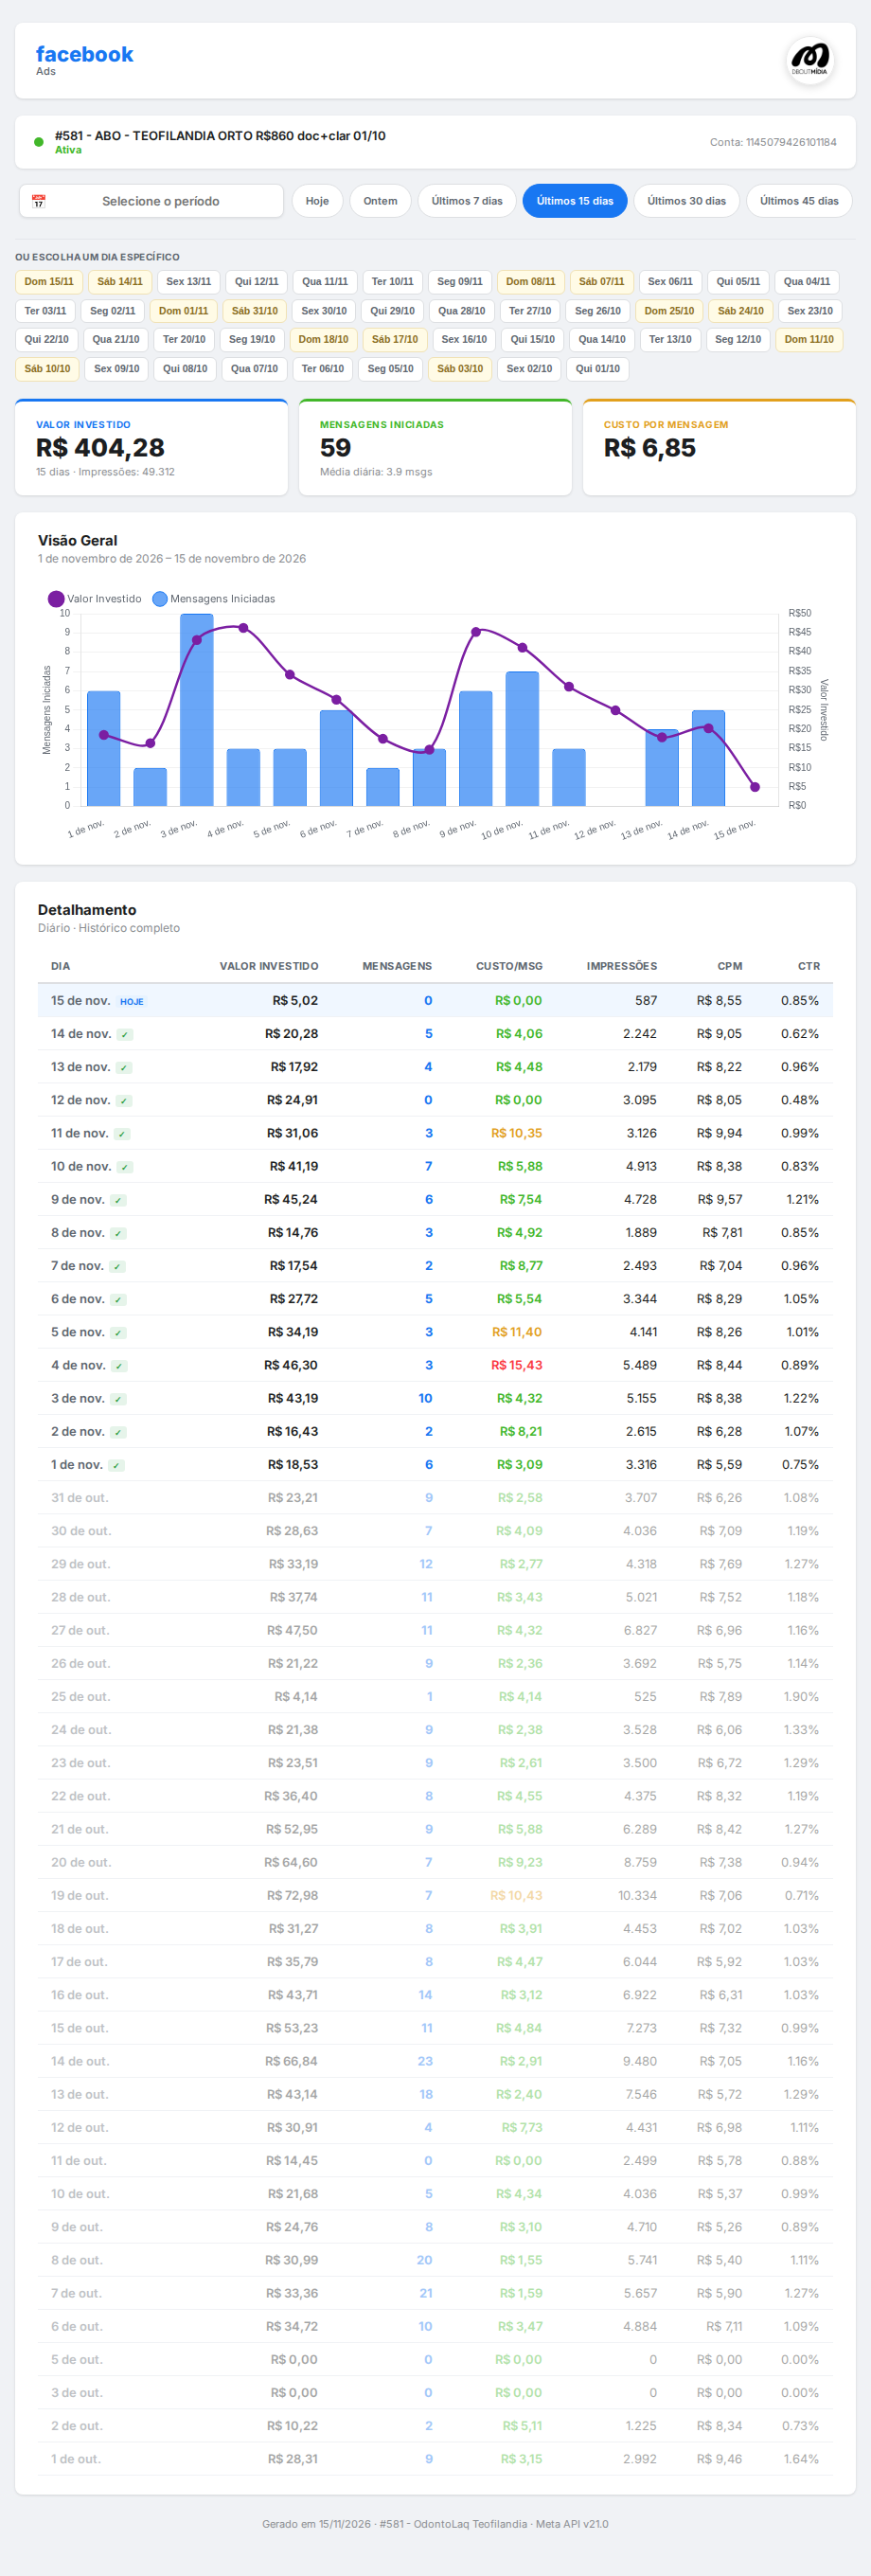 facebook
Ads
DBOUTMÍDIA
#581 - ABO - TEOFILANDIA ORTO R$860 doc+clar 01/10
Ativa
Conta: 1145079426101184
Selecione o período
Hoje
Ontem
Últimos 7 dias
Últimos 15 dias
Últimos 30 dias
Últimos 45 dias
OU ESCOLHA UM DIA ESPECÍFICO
Dom 15/11 Sáb 14/11 Sex 13/11 Qui 12/11 Qua 11/11 Ter 10/11 Seg 09/11 Dom 08/11 Sáb 07/11 Sex 06/11 Qui 05/11 Qua 04/11
Ter 03/11 Seg 02/11 Dom 01/11 Sáb 31/10 Sex 30/10 Qui 29/10 Qua 28/10 Ter 27/10 Seg 26/10 Dom 25/10 Sáb 24/10 Sex 23/10
Qui 22/10 Qua 21/10 Ter 20/10 Seg 19/10 Dom 18/10 Sáb 17/10 Sex 16/10 Qui 15/10 Qua 14/10 Ter 13/10 Seg 12/10 Dom 11/10
Sáb 10/10 Sex 09/10 Qui 08/10 Qua 07/10 Ter 06/10 Seg 05/10 Sáb 03/10 Sex 02/10 Qui 01/10
VALOR INVESTIDO
R$ 404,28
15 dias · Impressões: 49.312
MENSAGENS INICIADAS
59
Média diária: 3.9 msgs
CUSTO POR MENSAGEM
R$ 6,85
Visão Geral
1 de novembro de 2026 – 15 de novembro de 2026
Valor Investido Mensagens Iniciadas
10 R$50
9 R$45
8 R$40
7 R$35
6 R$30
5 R$25
4 R$20
3 R$15
2 R$10
1 R$5
0 R$0
Mensagens Iniciadas
Valor Investido
1 de nov. 2 de nov. 3 de nov. 4 de nov. 5 de nov. 6 de nov. 7 de nov. 8 de nov. 9 de nov. 10 de nov. 11 de nov. 12 de nov. 13 de nov. 14 de nov. 15 de nov.
Detalhamento
Diário · Histórico completo
DIA VALOR INVESTIDO MENSAGENS CUSTO/MSG IMPRESSÕES CPM CTR
15 de nov. HOJE R$ 5,02 0 R$ 0,00 587 R$ 8,55 0.85%
14 de nov. ✓ R$ 20,28 5 R$ 4,06 2.242 R$ 9,05 0.62%
13 de nov. ✓ R$ 17,92 4 R$ 4,48 2.179 R$ 8,22 0.96%
12 de nov. ✓ R$ 24,91 0 R$ 0,00 3.095 R$ 8,05 0.48%
11 de nov. ✓ R$ 31,06 3 R$ 10,35 3.126 R$ 9,94 0.99%
10 de nov. ✓ R$ 41,19 7 R$ 5,88 4.913 R$ 8,38 0.83%
9 de nov. ✓ R$ 45,24 6 R$ 7,54 4.728 R$ 9,57 1.21%
8 de nov. ✓ R$ 14,76 3 R$ 4,92 1.889 R$ 7,81 0.85%
7 de nov. ✓ R$ 17,54 2 R$ 8,77 2.493 R$ 7,04 0.96%
6 de nov. ✓ R$ 27,72 5 R$ 5,54 3.344 R$ 8,29 1.05%
5 de nov. ✓ R$ 34,19 3 R$ 11,40 4.141 R$ 8,26 1.01%
4 de nov. ✓ R$ 46,30 3 R$ 15,43 5.489 R$ 8,44 0.89%
3 de nov. ✓ R$ 43,19 10 R$ 4,32 5.155 R$ 8,38 1.22%
2 de nov. ✓ R$ 16,43 2 R$ 8,21 2.615 R$ 6,28 1.07%
1 de nov. ✓ R$ 18,53 6 R$ 3,09 3.316 R$ 5,59 0.75%
31 de out. R$ 23,21 9 R$ 2,58 3.707 R$ 6,26 1.08%
30 de out. R$ 28,63 7 R$ 4,09 4.036 R$ 7,09 1.19%
29 de out. R$ 33,19 12 R$ 2,77 4.318 R$ 7,69 1.27%
28 de out. R$ 37,74 11 R$ 3,43 5.021 R$ 7,52 1.18%
27 de out. R$ 47,50 11 R$ 4,32 6.827 R$ 6,96 1.16%
26 de out. R$ 21,22 9 R$ 2,36 3.692 R$ 5,75 1.14%
25 de out. R$ 4,14 1 R$ 4,14 525 R$ 7,89 1.90%
24 de out. R$ 21,38 9 R$ 2,38 3.528 R$ 6,06 1.33%
23 de out. R$ 23,51 9 R$ 2,61 3.500 R$ 6,72 1.29%
22 de out. R$ 36,40 8 R$ 4,55 4.375 R$ 8,32 1.19%
21 de out. R$ 52,95 9 R$ 5,88 6.289 R$ 8,42 1.27%
20 de out. R$ 64,60 7 R$ 9,23 8.759 R$ 7,38 0.94%
19 de out. R$ 72,98 7 R$ 10,43 10.334 R$ 7,06 0.71%
18 de out. R$ 31,27 8 R$ 3,91 4.453 R$ 7,02 1.03%
17 de out. R$ 35,79 8 R$ 4,47 6.044 R$ 5,92 1.03%
16 de out. R$ 43,71 14 R$ 3,12 6.922 R$ 6,31 1.03%
15 de out. R$ 53,23 11 R$ 4,84 7.273 R$ 7,32 0.99%
14 de out. R$ 66,84 23 R$ 2,91 9.480 R$ 7,05 1.16%
13 de out. R$ 43,14 18 R$ 2,40 7.546 R$ 5,72 1.29%
12 de out. R$ 30,91 4 R$ 7,73 4.431 R$ 6,98 1.11%
11 de out. R$ 14,45 0 R$ 0,00 2.499 R$ 5,78 0.88%
10 de out. R$ 21,68 5 R$ 4,34 4.036 R$ 5,37 0.99%
9 de out. R$ 24,76 8 R$ 3,10 4.710 R$ 5,26 0.89%
8 de out. R$ 30,99 20 R$ 1,55 5.741 R$ 5,40 1.11%
7 de out. R$ 33,36 21 R$ 1,59 5.657 R$ 5,90 1.27%
6 de out. R$ 34,72 10 R$ 3,47 4.884 R$ 7,11 1.09%
5 de out. R$ 0,00 0 R$ 0,00 0 R$ 0,00 0.00%
3 de out. R$ 0,00 0 R$ 0,00 0 R$ 0,00 0.00%
2 de out. R$ 10,22 2 R$ 5,11 1.225 R$ 8,34 0.73%
1 de out. R$ 28,31 9 R$ 3,15 2.992 R$ 9,46 1.64%
Gerado em 15/11/2026 · #581 - OdontoLaq Teofilandia · Meta API v21.0